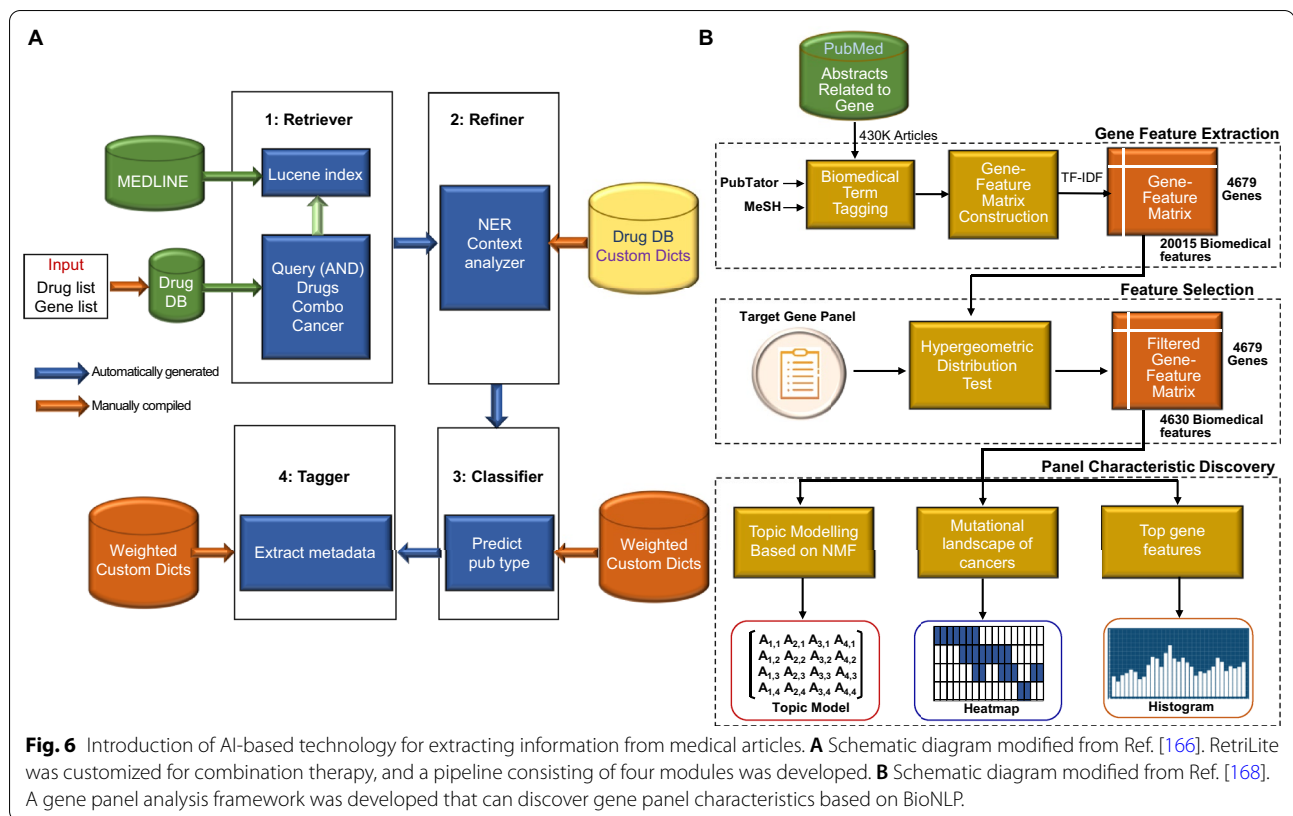 A
1: Retriever
2: Refiner
MEDLINE
Lucene index
NER
Context
analyzer
Drug DB
Custom Dicts
Input
Drug list
Gene list
Drug
DB
Query (AND)
Drugs
Combo
Cancer
Automatically generated
Manually compiled
4: Tagger
3: Classifier
Weighted
Custom Dicts
Extract metadata
Predict
pub type
Weighted
Custom Dicts
B
PubMed
Abstracts
Related to
Gene
430K Articles
Gene Feature Extraction
PubTator
MeSH
Biomedical
Term
Tagging
Gene-
Feature
Matrix
Construction
TF-IDF
Gene-
Feature
Matrix
4679
Genes
20015 Biomedical
features
Feature Selection
Target Gene Panel
Hypergeometric
Distribution
Test
Filtered
Gene-
Feature
Matrix
4679
Genes
4630 Biomedical
features
Panel Characteristic Discovery
Topic Modelling
Based on NMF
Mutational
landscape of
cancers
Top gene
features
A1,1 A2,1 A3,1 A4,1
A1,2 A2,2 A3,2 A4,2
A1,3 A2,3 A3,3 A4,3
A1,4 A2,4 A3,4 A4,4
Topic Model
Heatmap
Histogram
Fig. 6 Introduction of AI-based technology for extracting information from medical articles. A Schematic diagram modified from Ref. [166]. RetriLite
was customized for combination therapy, and a pipeline consisting of four modules was developed. B Schematic diagram modified from Ref. [168].
A gene panel analysis framework was developed that can discover gene panel characteristics based on BioNLP.